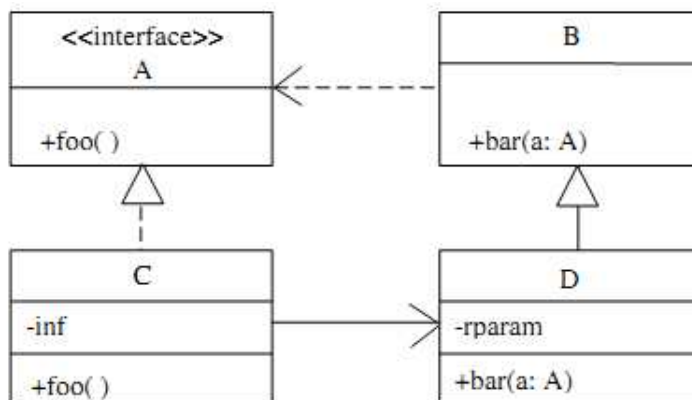 <<interface>>
A
+foo( )
B
+bar(a: A)
C
-inf
+foo( )
D
-rparam
+bar(a: A)